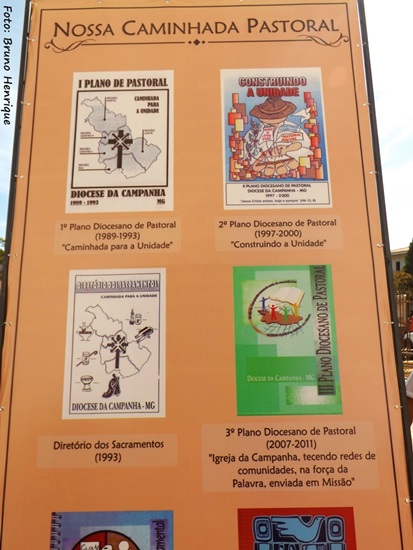 Foto: Bruno Henrique
NOSSA CAMINHADA PASTORAL
I PLANO DE PASTORAL
CAMINHADA
PARA A
UNIDADE
DIOCESE DA CAMPANHA
1989 - 1993
MG
CONSTRUINDO
A UNIDADE
II PLANO DIOCESANO DE PASTORAL
DIOCESE DA CAMPANHA - MG
1997 - 2000
1º Plano Diocesano de Pastoral
(1989-1993)
"Caminhada para a Unidade"
2º Plano Diocesano de Pastoral
(1997-2000)
"Construindo a Unidade"
DIRETÓRIO DOS SACRAMENTOS
CAMINHADA PARA A UNIDADE
DIOCESE DA CAMPANHA - MG
III PLANO DIOCESANO DE PASTORAL
DIOCESE DA CAMPANHA - MG
Diretório dos Sacramentos
(1993)
3º Plano Diocesano de Pastoral
(2007-2011)
"Igreja da Campanha, tecendo redes de
comunidades, na força da
Palavra, enviada em Missão"